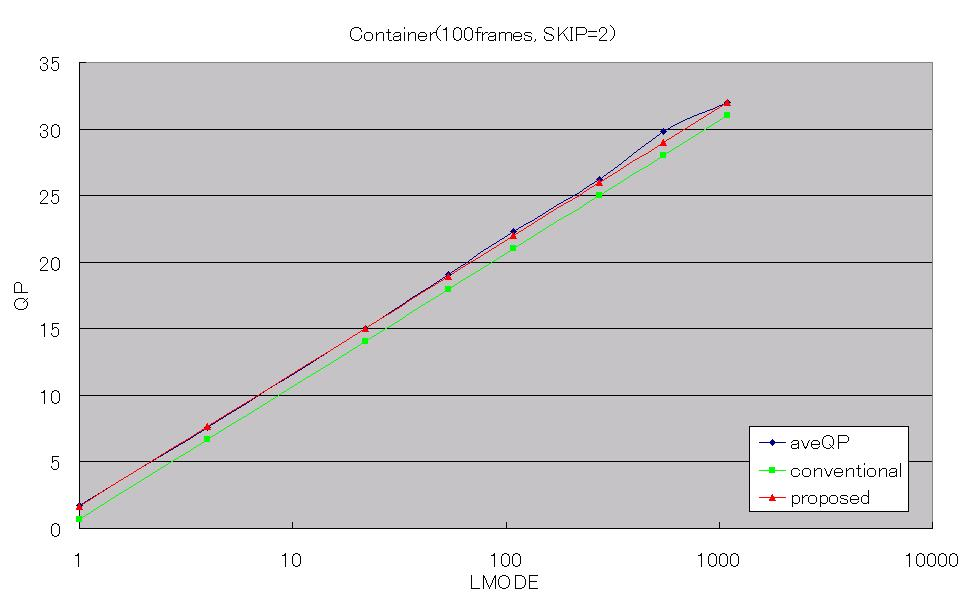 Container(100frames, SKIP=2)
35
30
25
20
15
10
5
0
QP
1 10 100 1000 10000
LMODE
aveQP
conventional
proposed